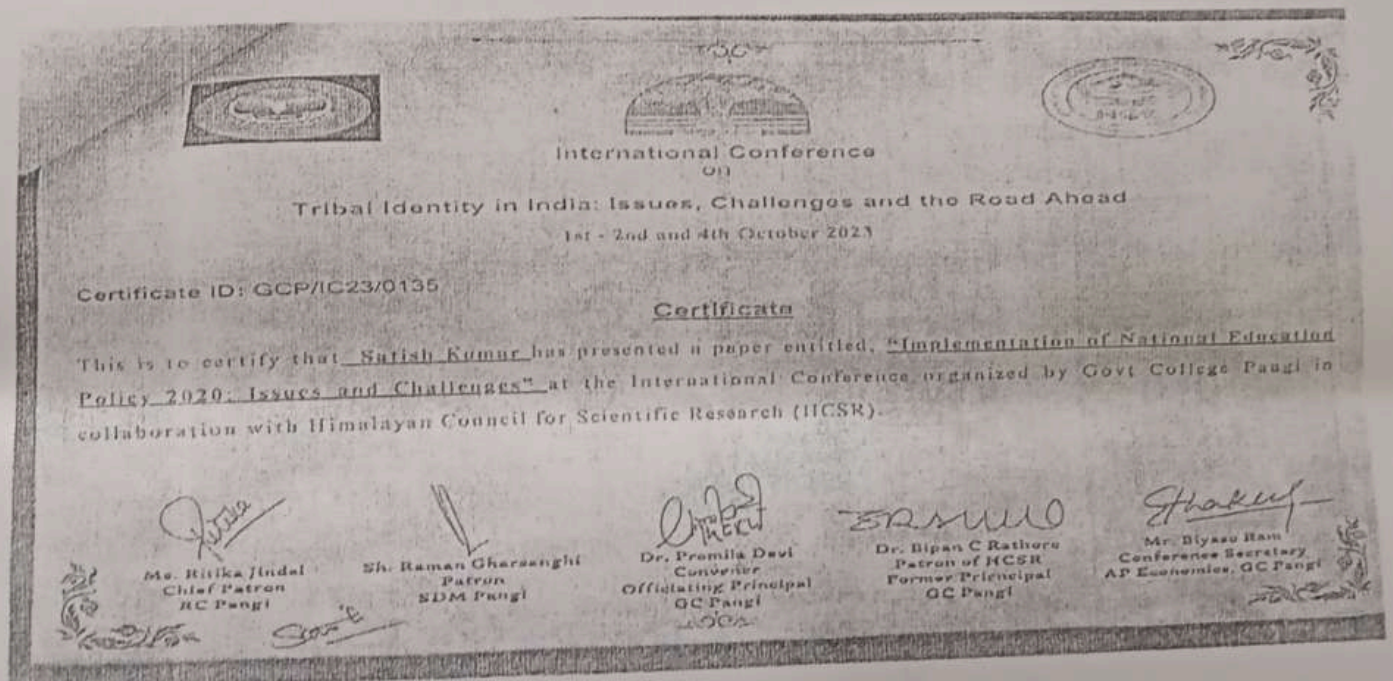 International Conference
on
Tribal Identity in India: Issues, Challenges and the Road Ahead
1st - 2nd and 4th October 2023
Certificate ID: GCP/IC23/0135
Certificate
This is to certify that Satish Kumar has presented a paper entitled, "Implementation of National Education
Policy 2020: Issues and Challenges" at the International Conference organized by Govt College Pangi in
collaboration with Himalayan Council for Scientific Research (HCSR).
Ms. Ritika Jindal
Chief Patron
RC Pangi
Sh. Raman Gharsanghi
Patron
SDM Pangi
Dr. Promila Devi
Convener
Officiating Principal
GC Pangi
Dr. Bipan C Rathore
Patron of HCSR
Former Priencipal
GC Pangi
Mr. Biyasu Ram
Conference Secretary
AP Economics, GC Pangi